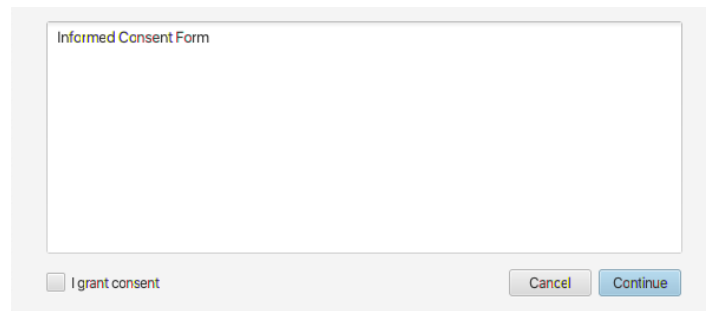 Informed Consent Form
I grant consent
Cancel
Continue